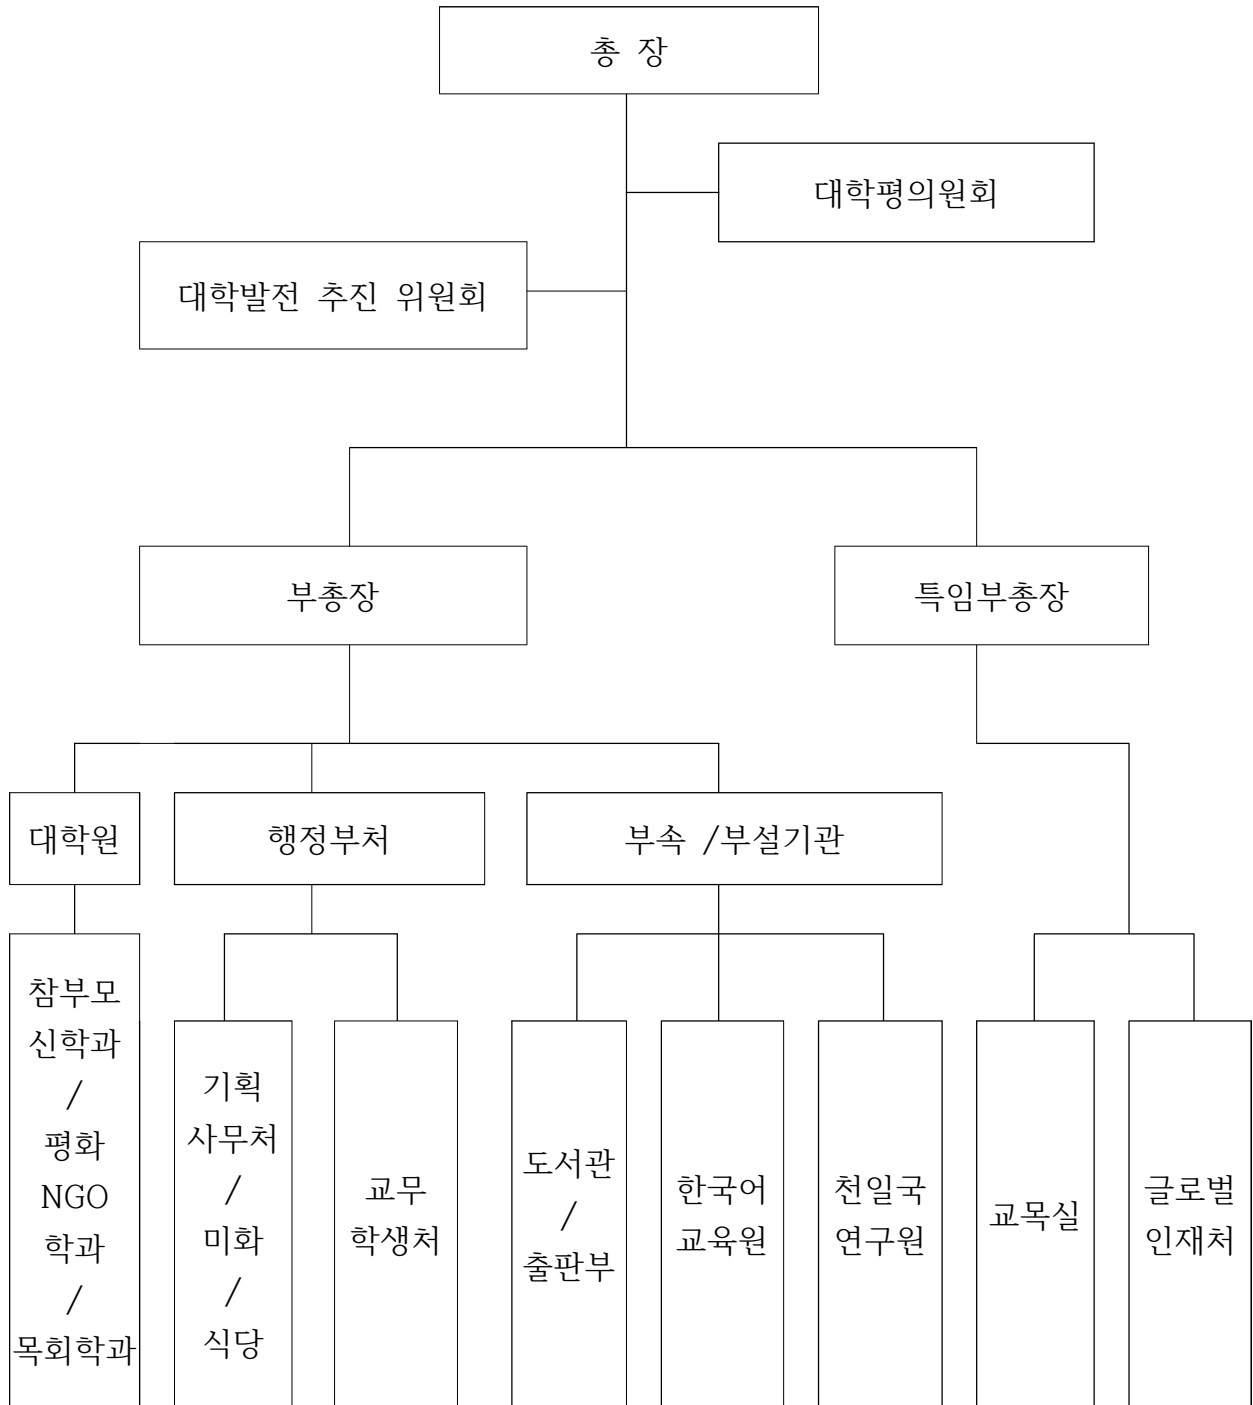 총 장
대학평의원회
대학발전 추진 위원회
부총장
특임부총장
대학원
행정부처
부속 /부설기관
참부모
신학과
/
평화
NGO
학과
/
목회학과
기획
사무처
/
미화
/
식당
교무
학생처
도서관
/
출판부
한국어
교육원
천일국
연구원
교목실
글로벌
인재처